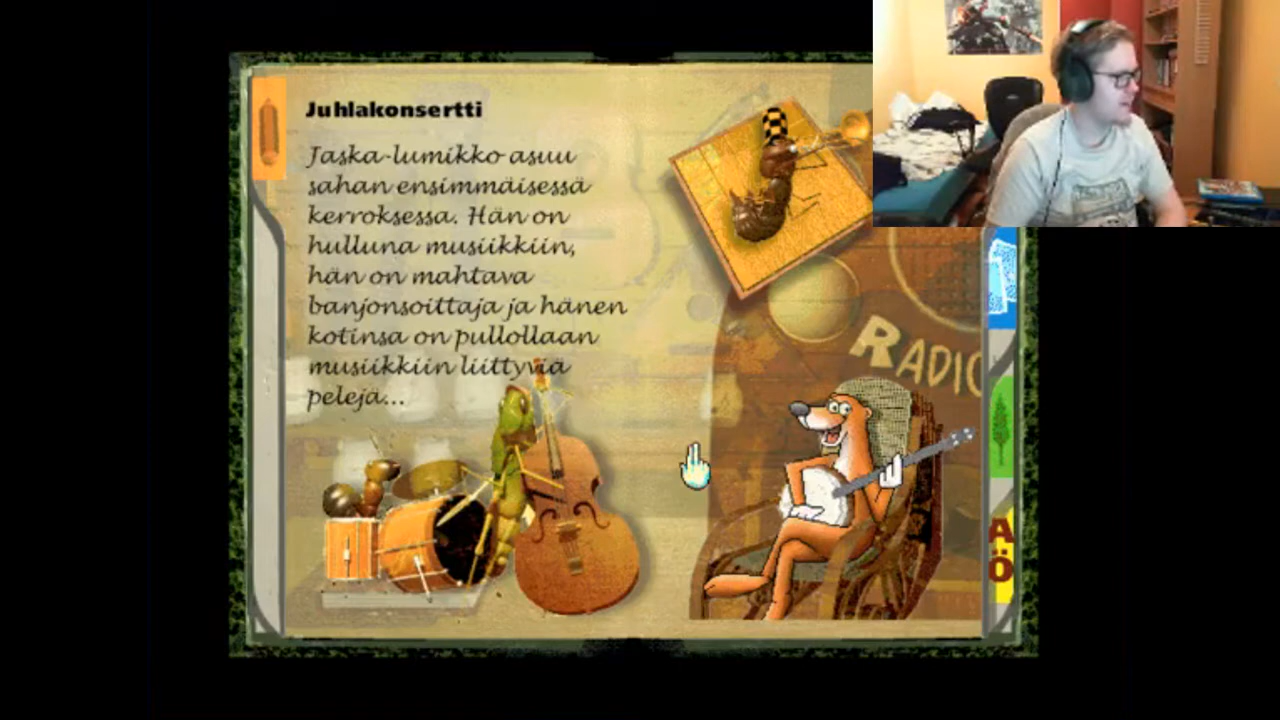 Juhlakonsertti
Jaska-lumikko asuu
sahan ensimmäisessä
kerroksessa. Hän on
hulluna musiikkiin,
hän on mahtava
banjonsoittaja ja hänen
kotinsa on pullollaan
musiikkiin liittyviä
pelejä...
RADIO
A
Ö